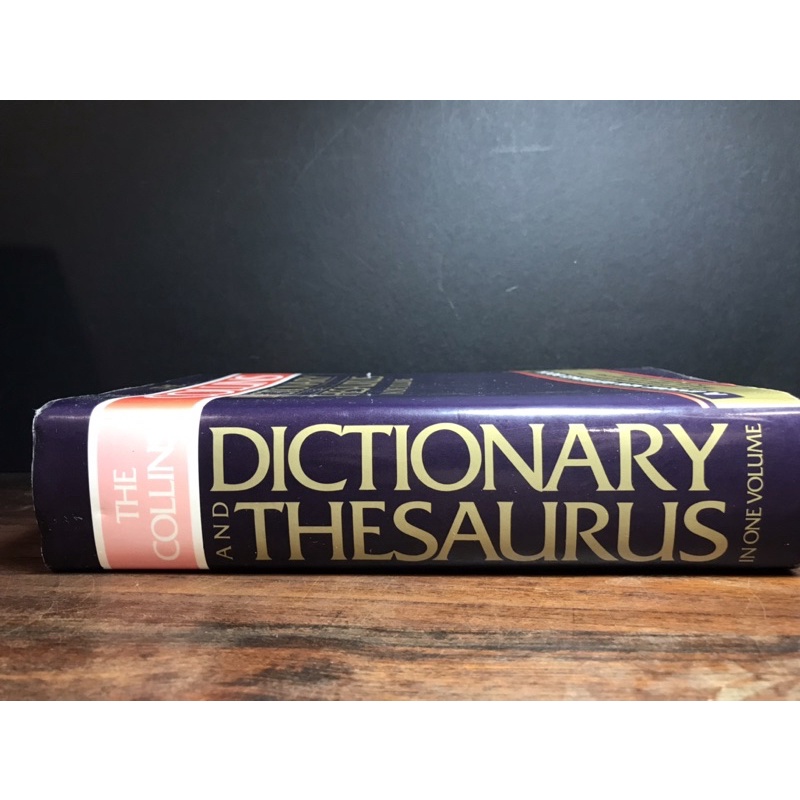 THE
COLLINS
DICTIONARY
AND THESAURUS
IN ONE VOLUME